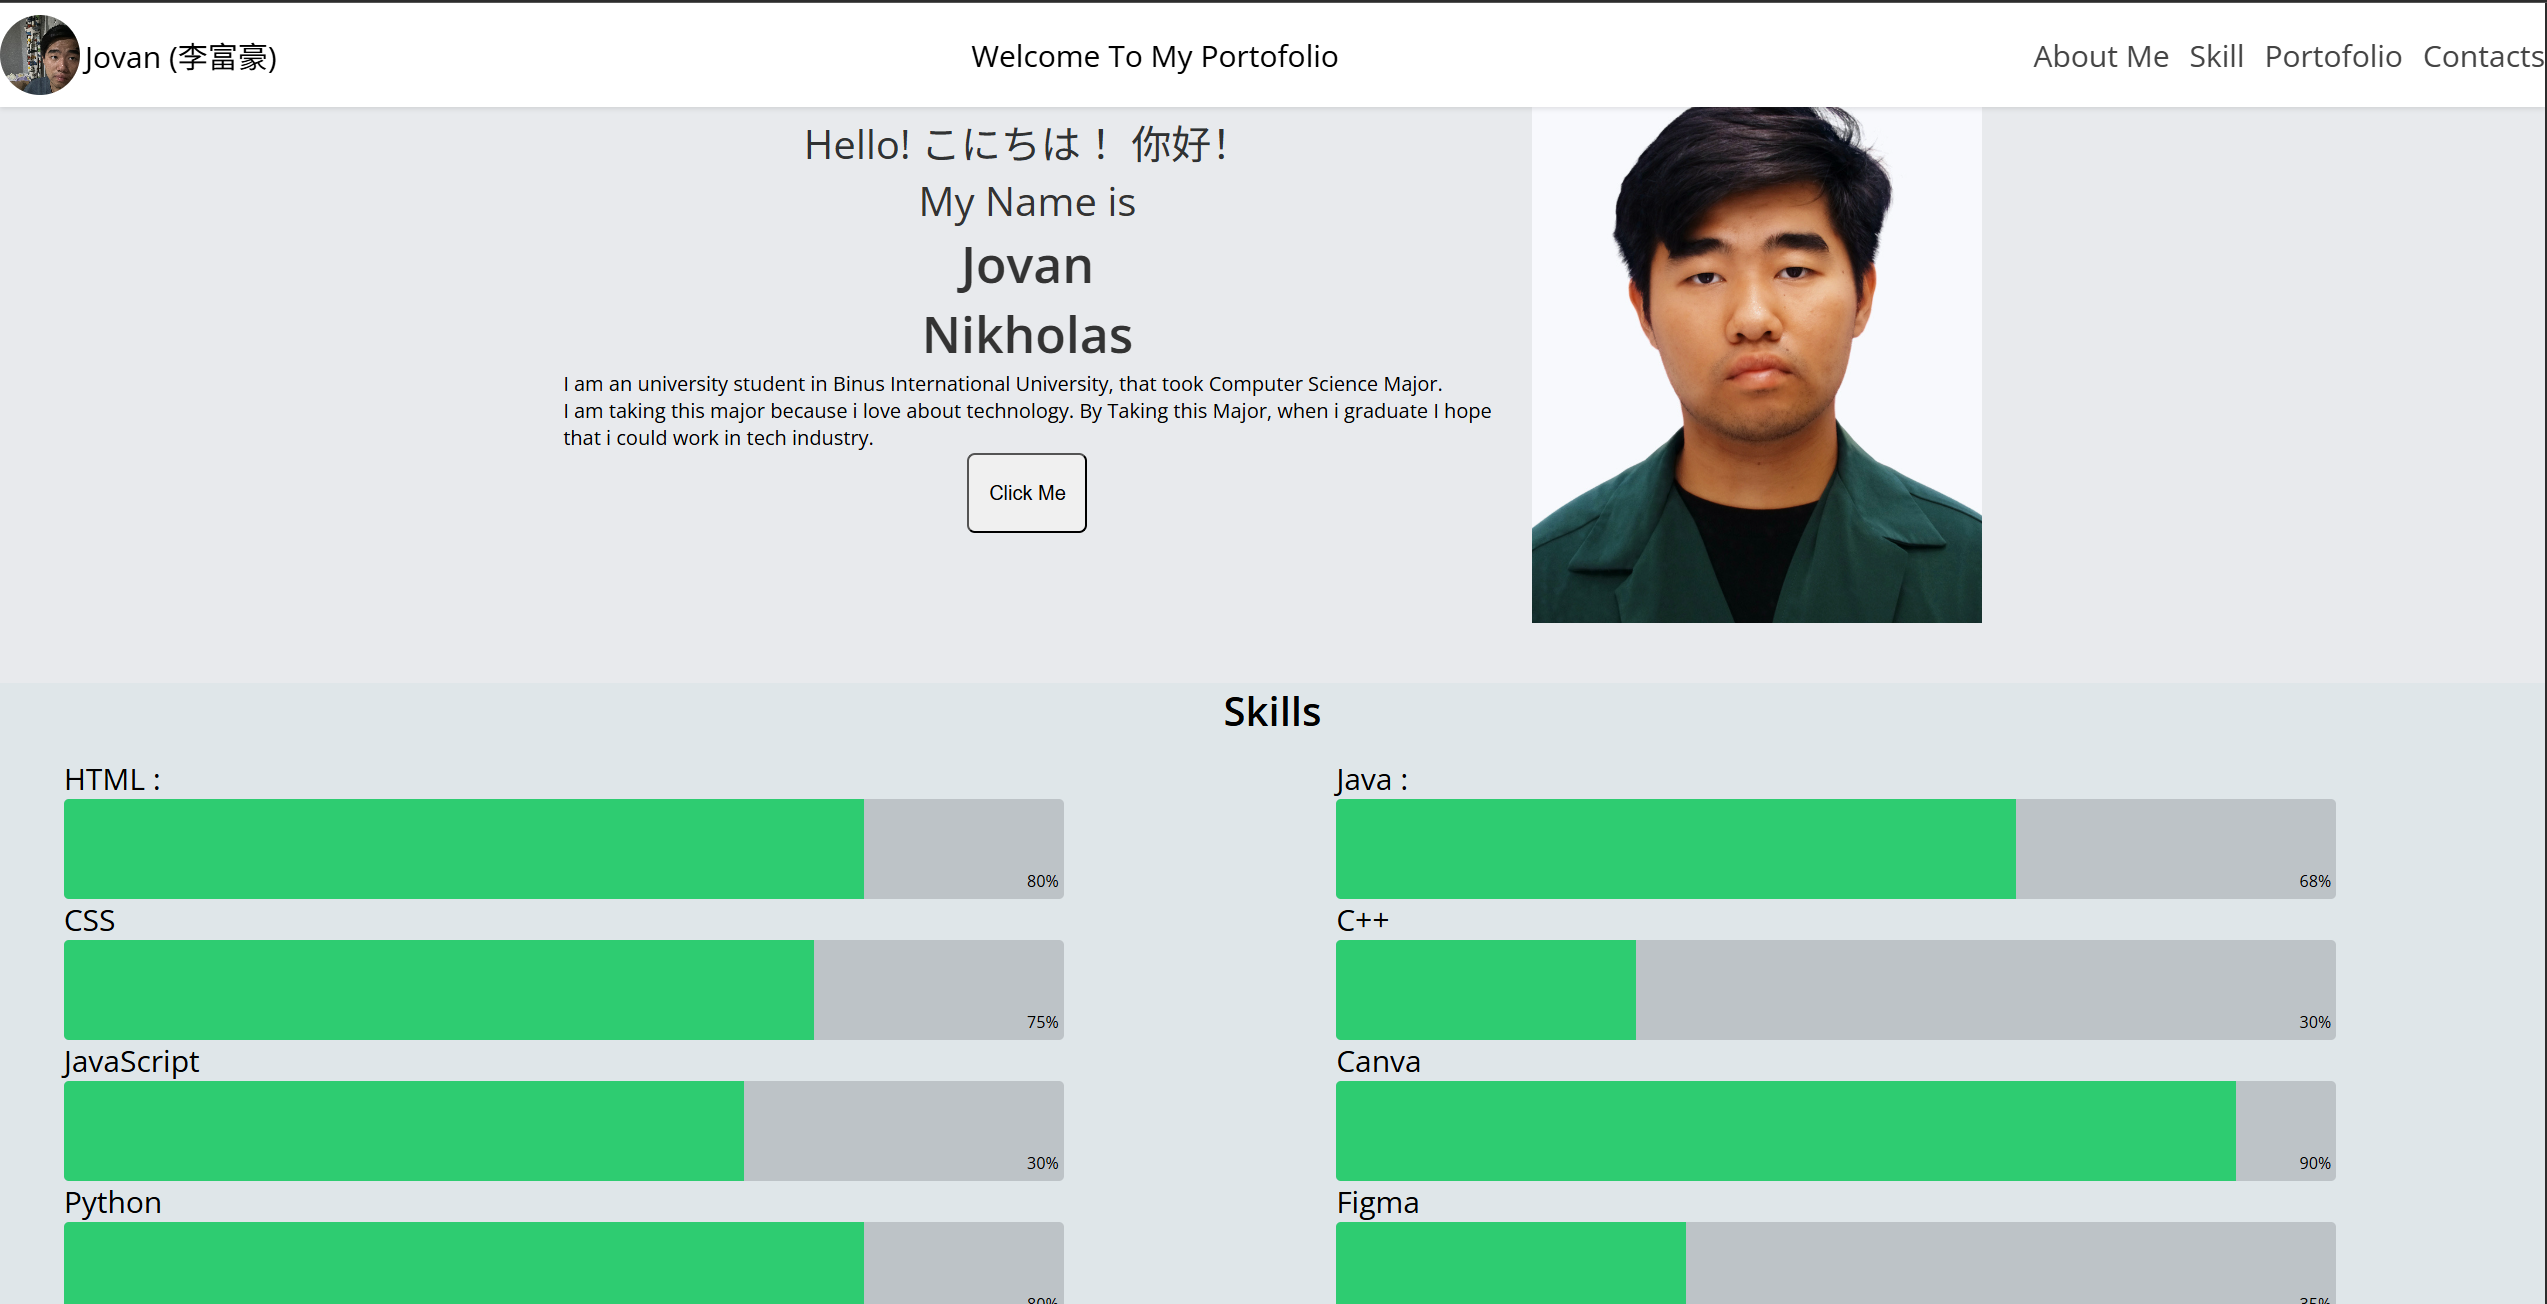 Jovan (李富豪)
Welcome To My Portofolio
About Me Skill Portofolio Contacts
Hello! こにちは！ 你好!
My Name is
Jovan
Nikholas
I am an university student in Binus International University, that took Computer Science Major.
I am taking this major because i love about technology. By Taking this Major, when i graduate I hope
that i could work in tech industry.
Click Me
Skills
HTML :
80%
CSS
75%
JavaScript
30%
Python
80%
Java :
68%
C++
30%
Canva
90%
Figma
35%